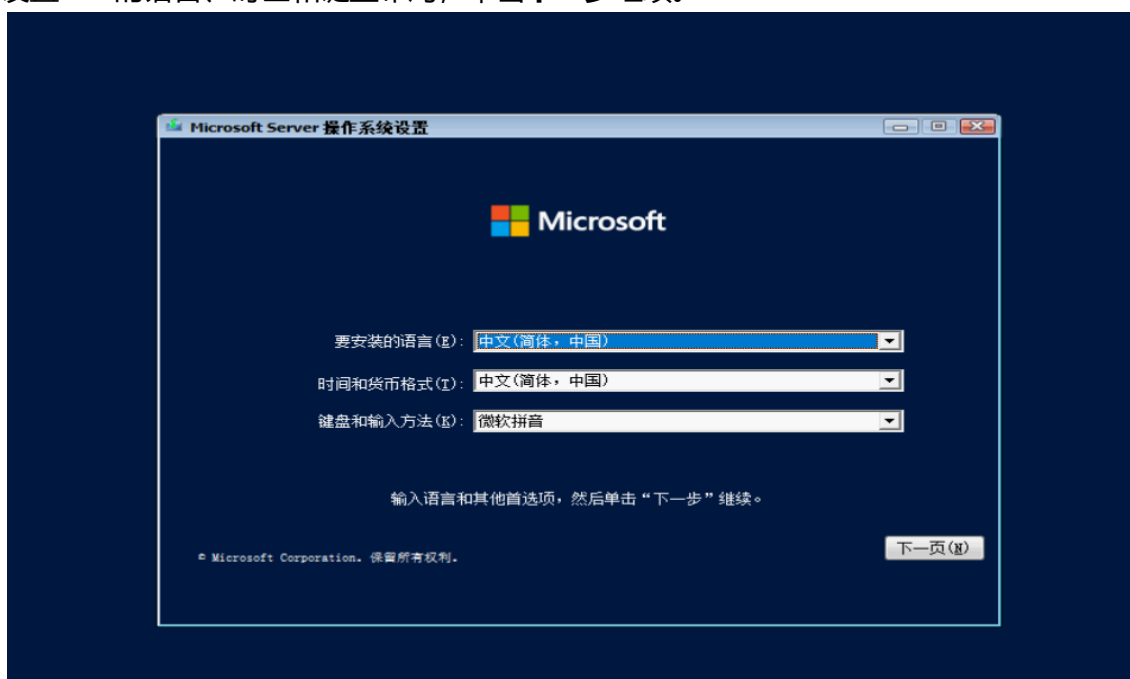 Microsoft Server 操作系统设置
Microsoft
要安装的语言(E): 中文(简体，中国)
时间和货币格式(T): 中文(简体，中国)
键盘和输入方法(K): 微软拼音
输入语言和其他首选项，然后单击“下一步”继续。
© Microsoft Corporation。保留所有权利。
下一页(N)